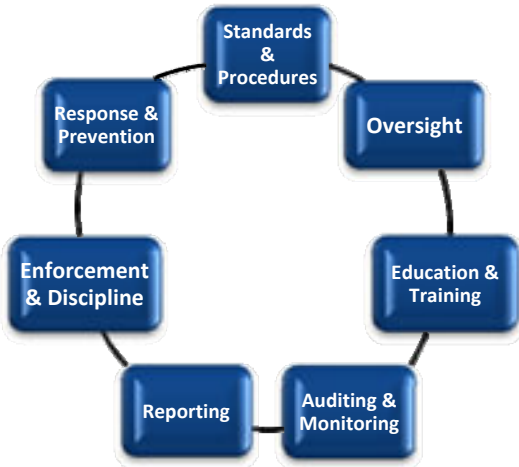 Standards
&
Procedures
Oversight
Education &
Training
Auditing &
Monitoring
Reporting
Enforcement
& Discipline
Response &
Prevention